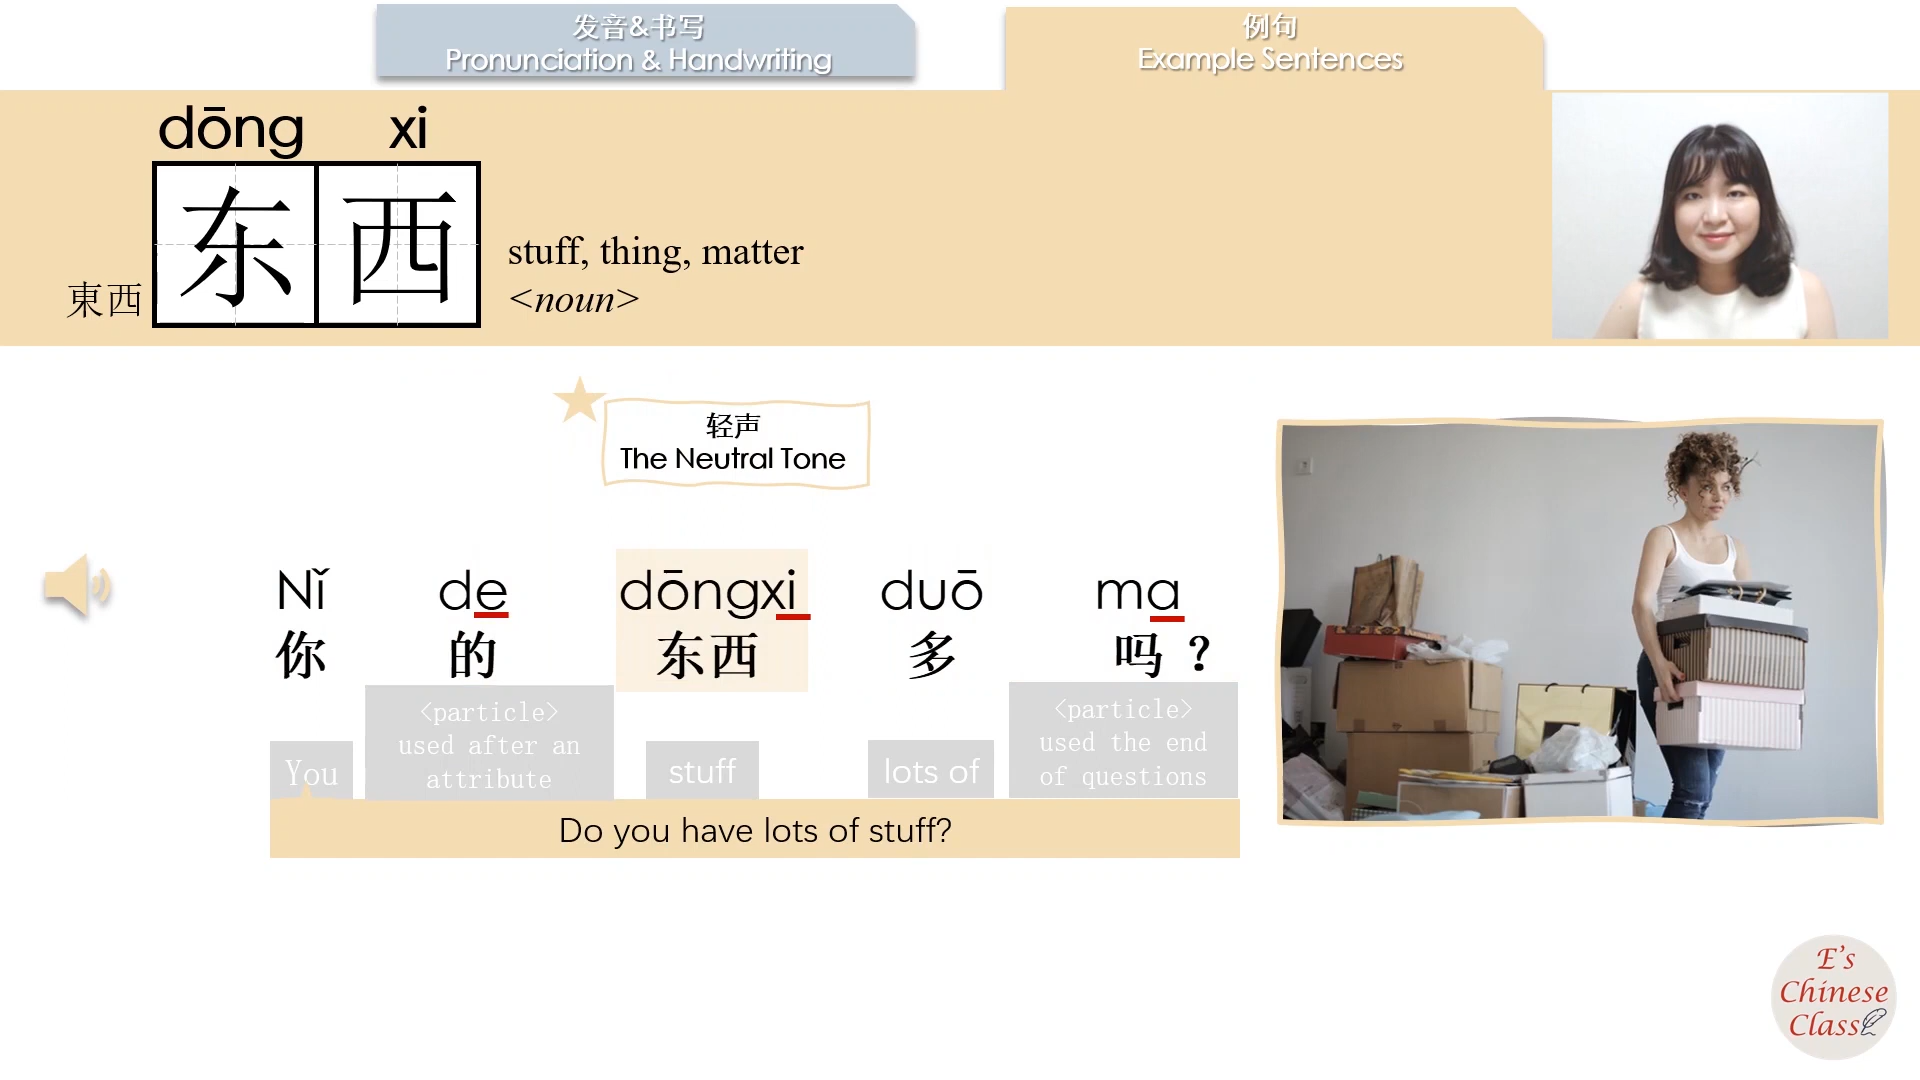 发音&书写
Pronunciation & Handwriting
例句
Example Sentences
dōng xi
东西
東西
stuff, thing, matter
<noun>
轻声
The Neutral Tone
Nǐ de dōngxi duō ma
你 的 东西 多 吗 ？
You
<particle>
used after an
attribute
stuff
lots of
<particle>
used the end
of questions
Do you have lots of stuff?
E's
Chinese
Class